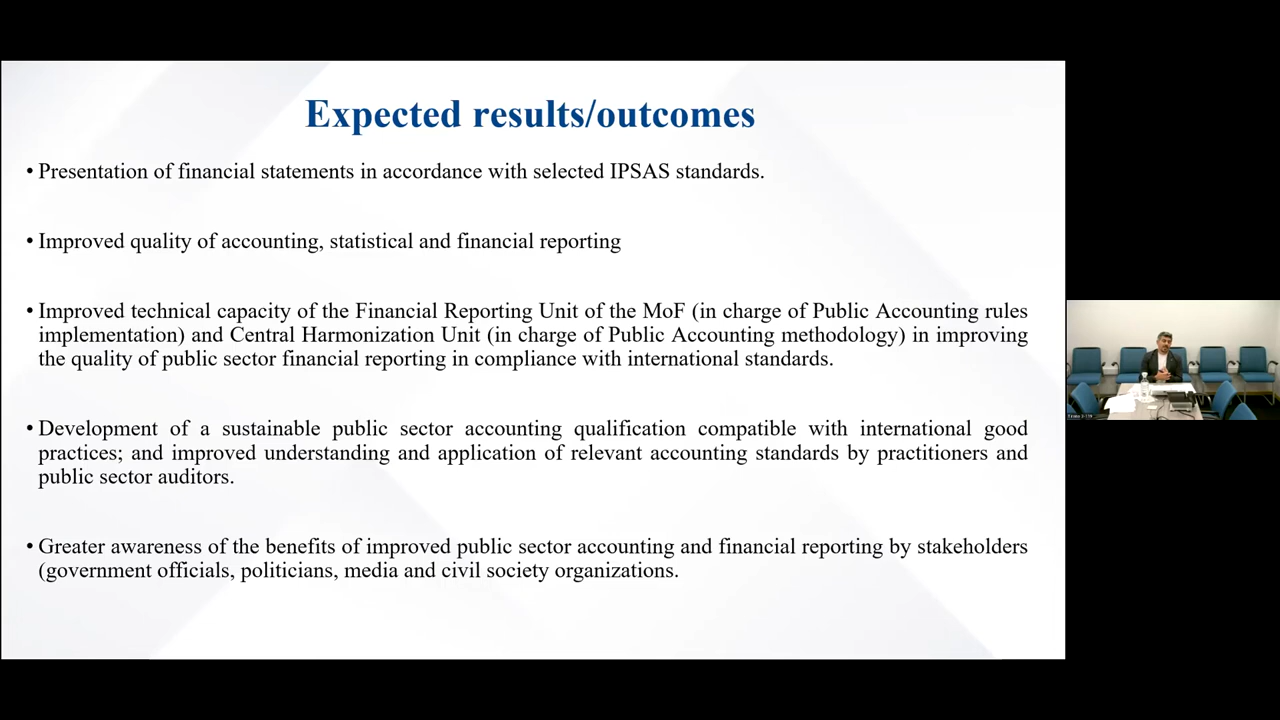 Expected results/outcomes
• Presentation of financial statements in accordance with selected IPSAS standards.
• Improved quality of accounting, statistical and financial reporting
• Improved technical capacity of the Financial Reporting Unit of the MoF (in charge of Public Accounting rules
implementation) and Central Harmonization Unit (in charge of Public Accounting methodology) in improving
the quality of public sector financial reporting in compliance with international standards.
• Development of a sustainable public sector accounting qualification compatible with international good
practices; and improved understanding and application of relevant accounting standards by practitioners and
public sector auditors.
• Greater awareness of the benefits of improved public sector accounting and financial reporting by stakeholders
(government officials, politicians, media and civil society organizations.